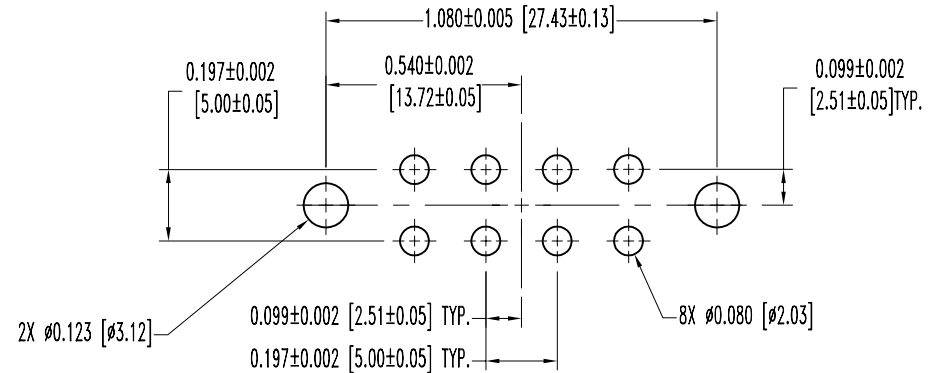 1.080±0.005 [27.43±0.13]
0.197±0.002
[5.00±0.05]
0.540±0.002
[13.72±0.05]
0.099±0.002
[2.51±0.05]TYP.
2X ø0.123 [ø3.12]
0.099±0.002 [2.51±0.05] TYP.
8X ø0.080 [ø2.03]
0.197±0.002 [5.00±0.05] TYP.